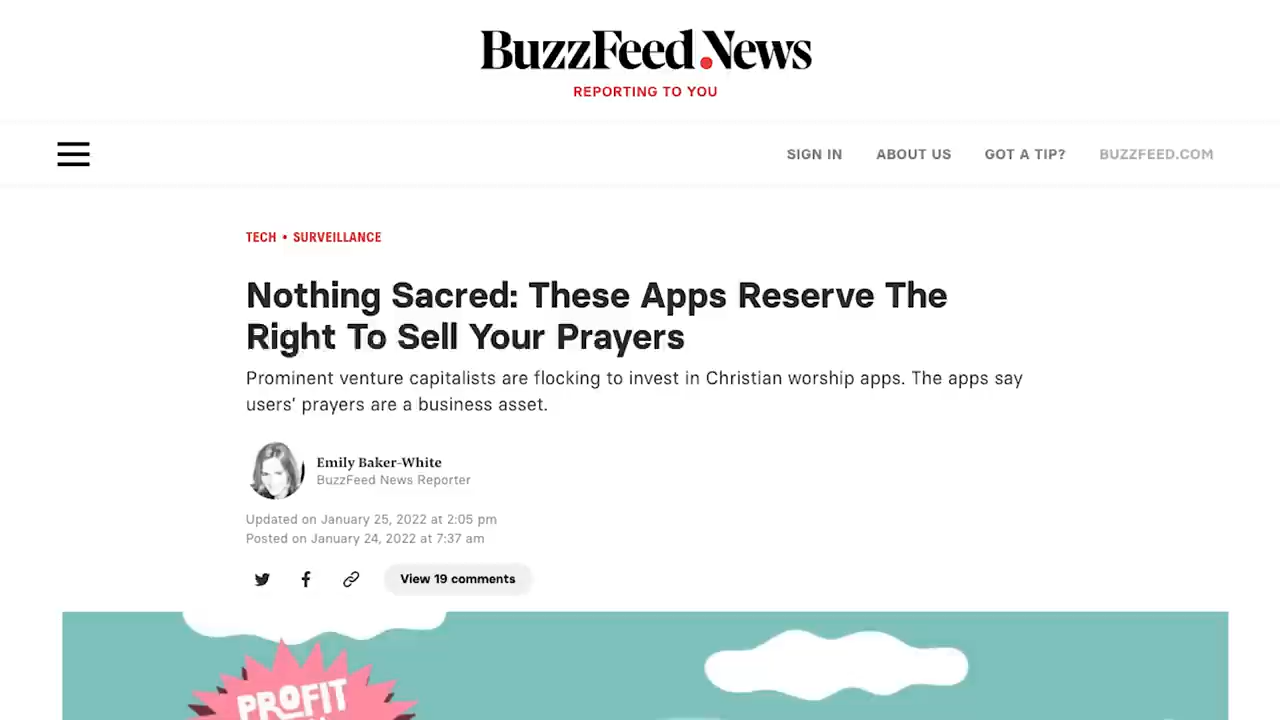 BuzzFeed News
REPORTING TO YOU
SIGN IN ABOUT US GOT A TIP? BUZZFEED.COM
TECH • SURVEILLANCE
Nothing Sacred: These Apps Reserve The
Right To Sell Your Prayers
Prominent venture capitalists are flocking to invest in Christian worship apps. The apps say
users' prayers are a business asset.
Emily Baker-White
BuzzFeed News Reporter
Updated on January 25, 2022 at 2:05 pm
Posted on January 24, 2022 at 7:37 am
View 19 comments
PROFIT